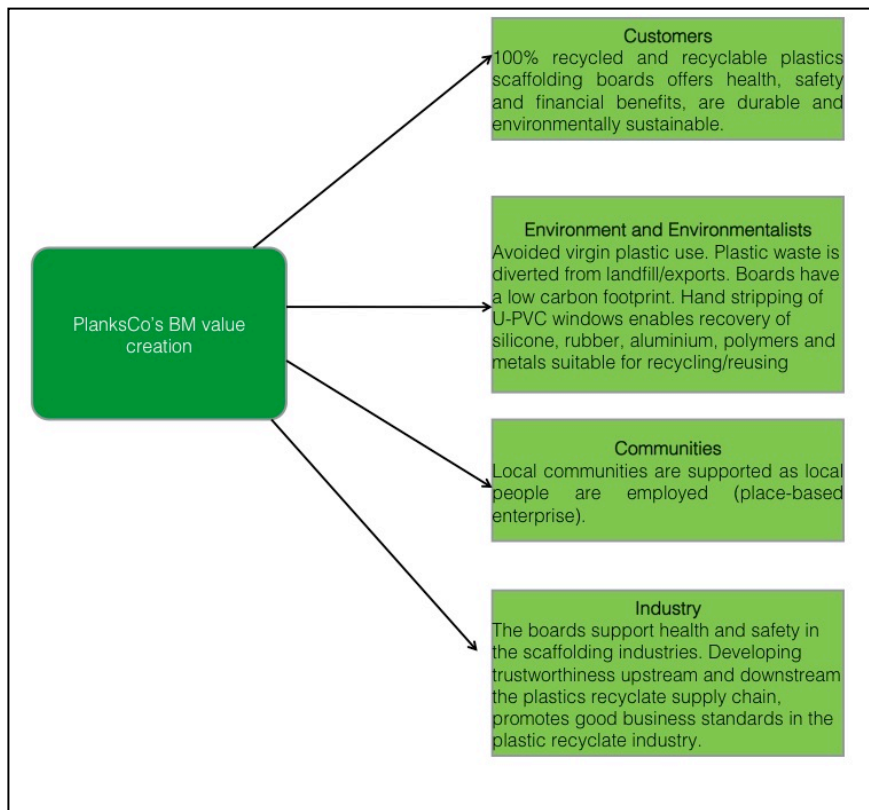 Customers
100% recycled and recyclable plastics
scaffolding boards offers health, safety
and financial benefits, are durable and
environmentally sustainable.
Environment and Environmentalists
Avoided virgin plastic use. Plastic waste is
diverted from landfill/exports. Boards have
a low carbon footprint. Hand stripping of
U-PVC windows enables recovery of
silicone, rubber, aluminium, polymers and
metals suitable for recycling/reusing
PlanksCo's BM value
creation
Communities
Local communities are supported as local
people are employed (place-based
enterprise).
Industry
The boards support health and safety in
the scaffolding industries. Developing
trustworthiness upstream and downstream
the plastics recyclate supply chain,
promotes good business standards in the
plastic recyclate industry.